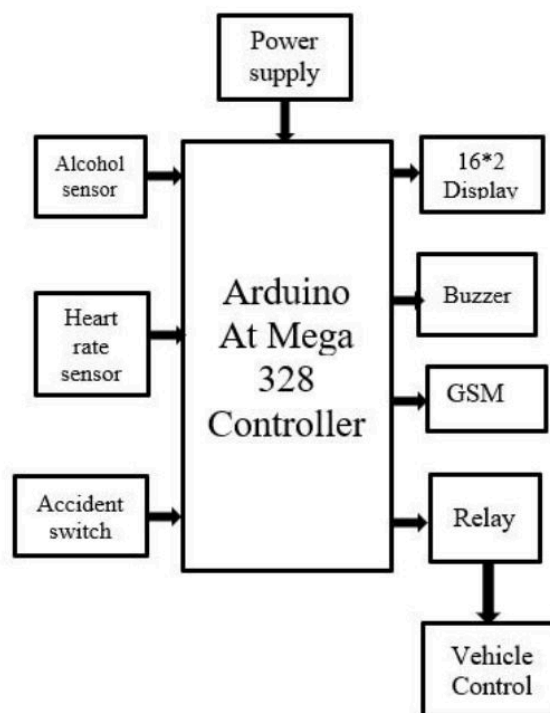 Power
supply
Alcohol
sensor
Heart
rate
sensor
Accident
switch
Arduino
At Mega
328
Controller
16*2
Display
Buzzer
GSM
Relay
Vehicle
Control